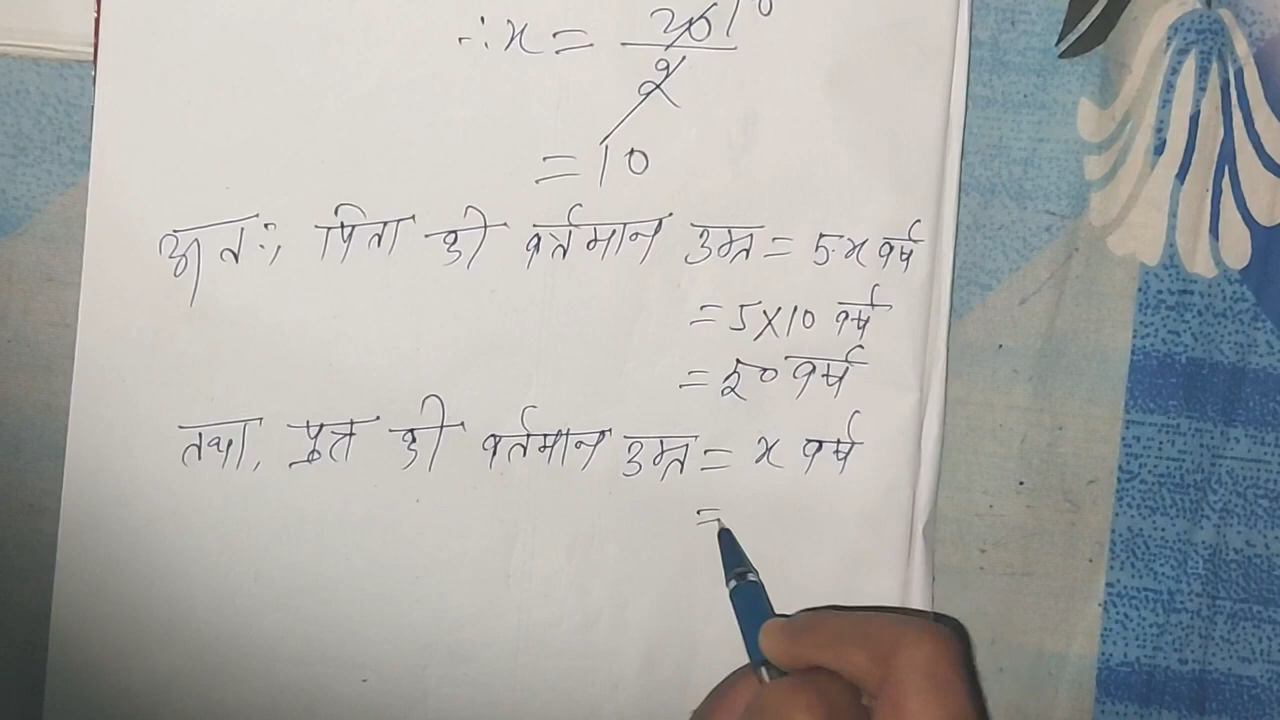 ∴ x = 20 10
2
= 10
अतः, पिता की वर्तमान उम्र = 5x वर्ष
= 5×10 वर्ष
= 50 वर्ष
तथा, पुत्र की वर्तमान उम्र = x वर्ष
=